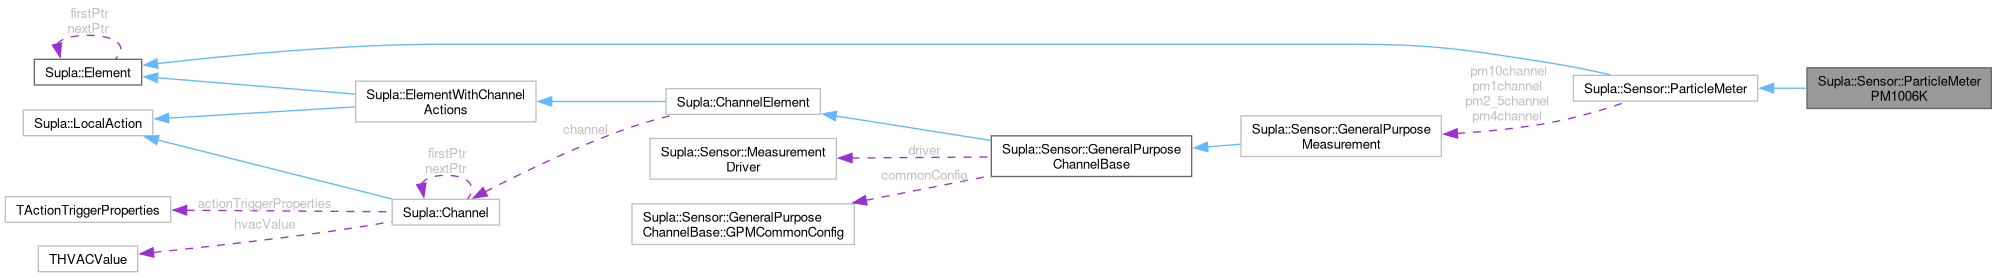 firstPtr
nextPtr
Supla::Element
Supla::LocalAction
TActionTriggerProperties
THVACValue
actionTriggerProperties
hvacValue
Supla::ElementWithChannel
Actions
firstPtr
nextPtr
Supla::Channel
channel
Supla::ChannelElement
Supla::Sensor::Measurement
Driver
Supla::Sensor::GeneralPurpose
ChannelBase::GPMCommonConfig
driver
commonConfig
Supla::Sensor::GeneralPurpose
ChannelBase
Supla::Sensor::GeneralPurpose
Measurement
pm10channel
pm1channel
pm2_5channel
pm4channel
Supla::Sensor::ParticleMeter
Supla::Sensor::ParticleMeter
PM1006K